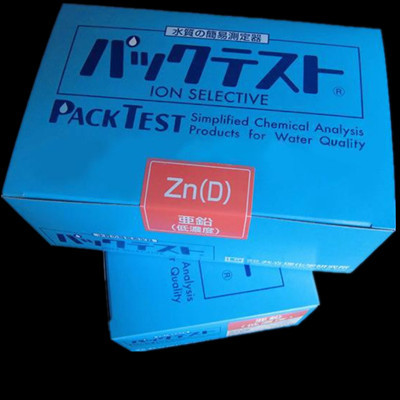 水質の簡易測定器
パックテスト®
ION SELECTIVE
PACKTEST Simplified Chemical Analysis
Products for Water Quality
Zn(D)
亜鉛
(低濃度)
パックテスト
Analysis
Quality